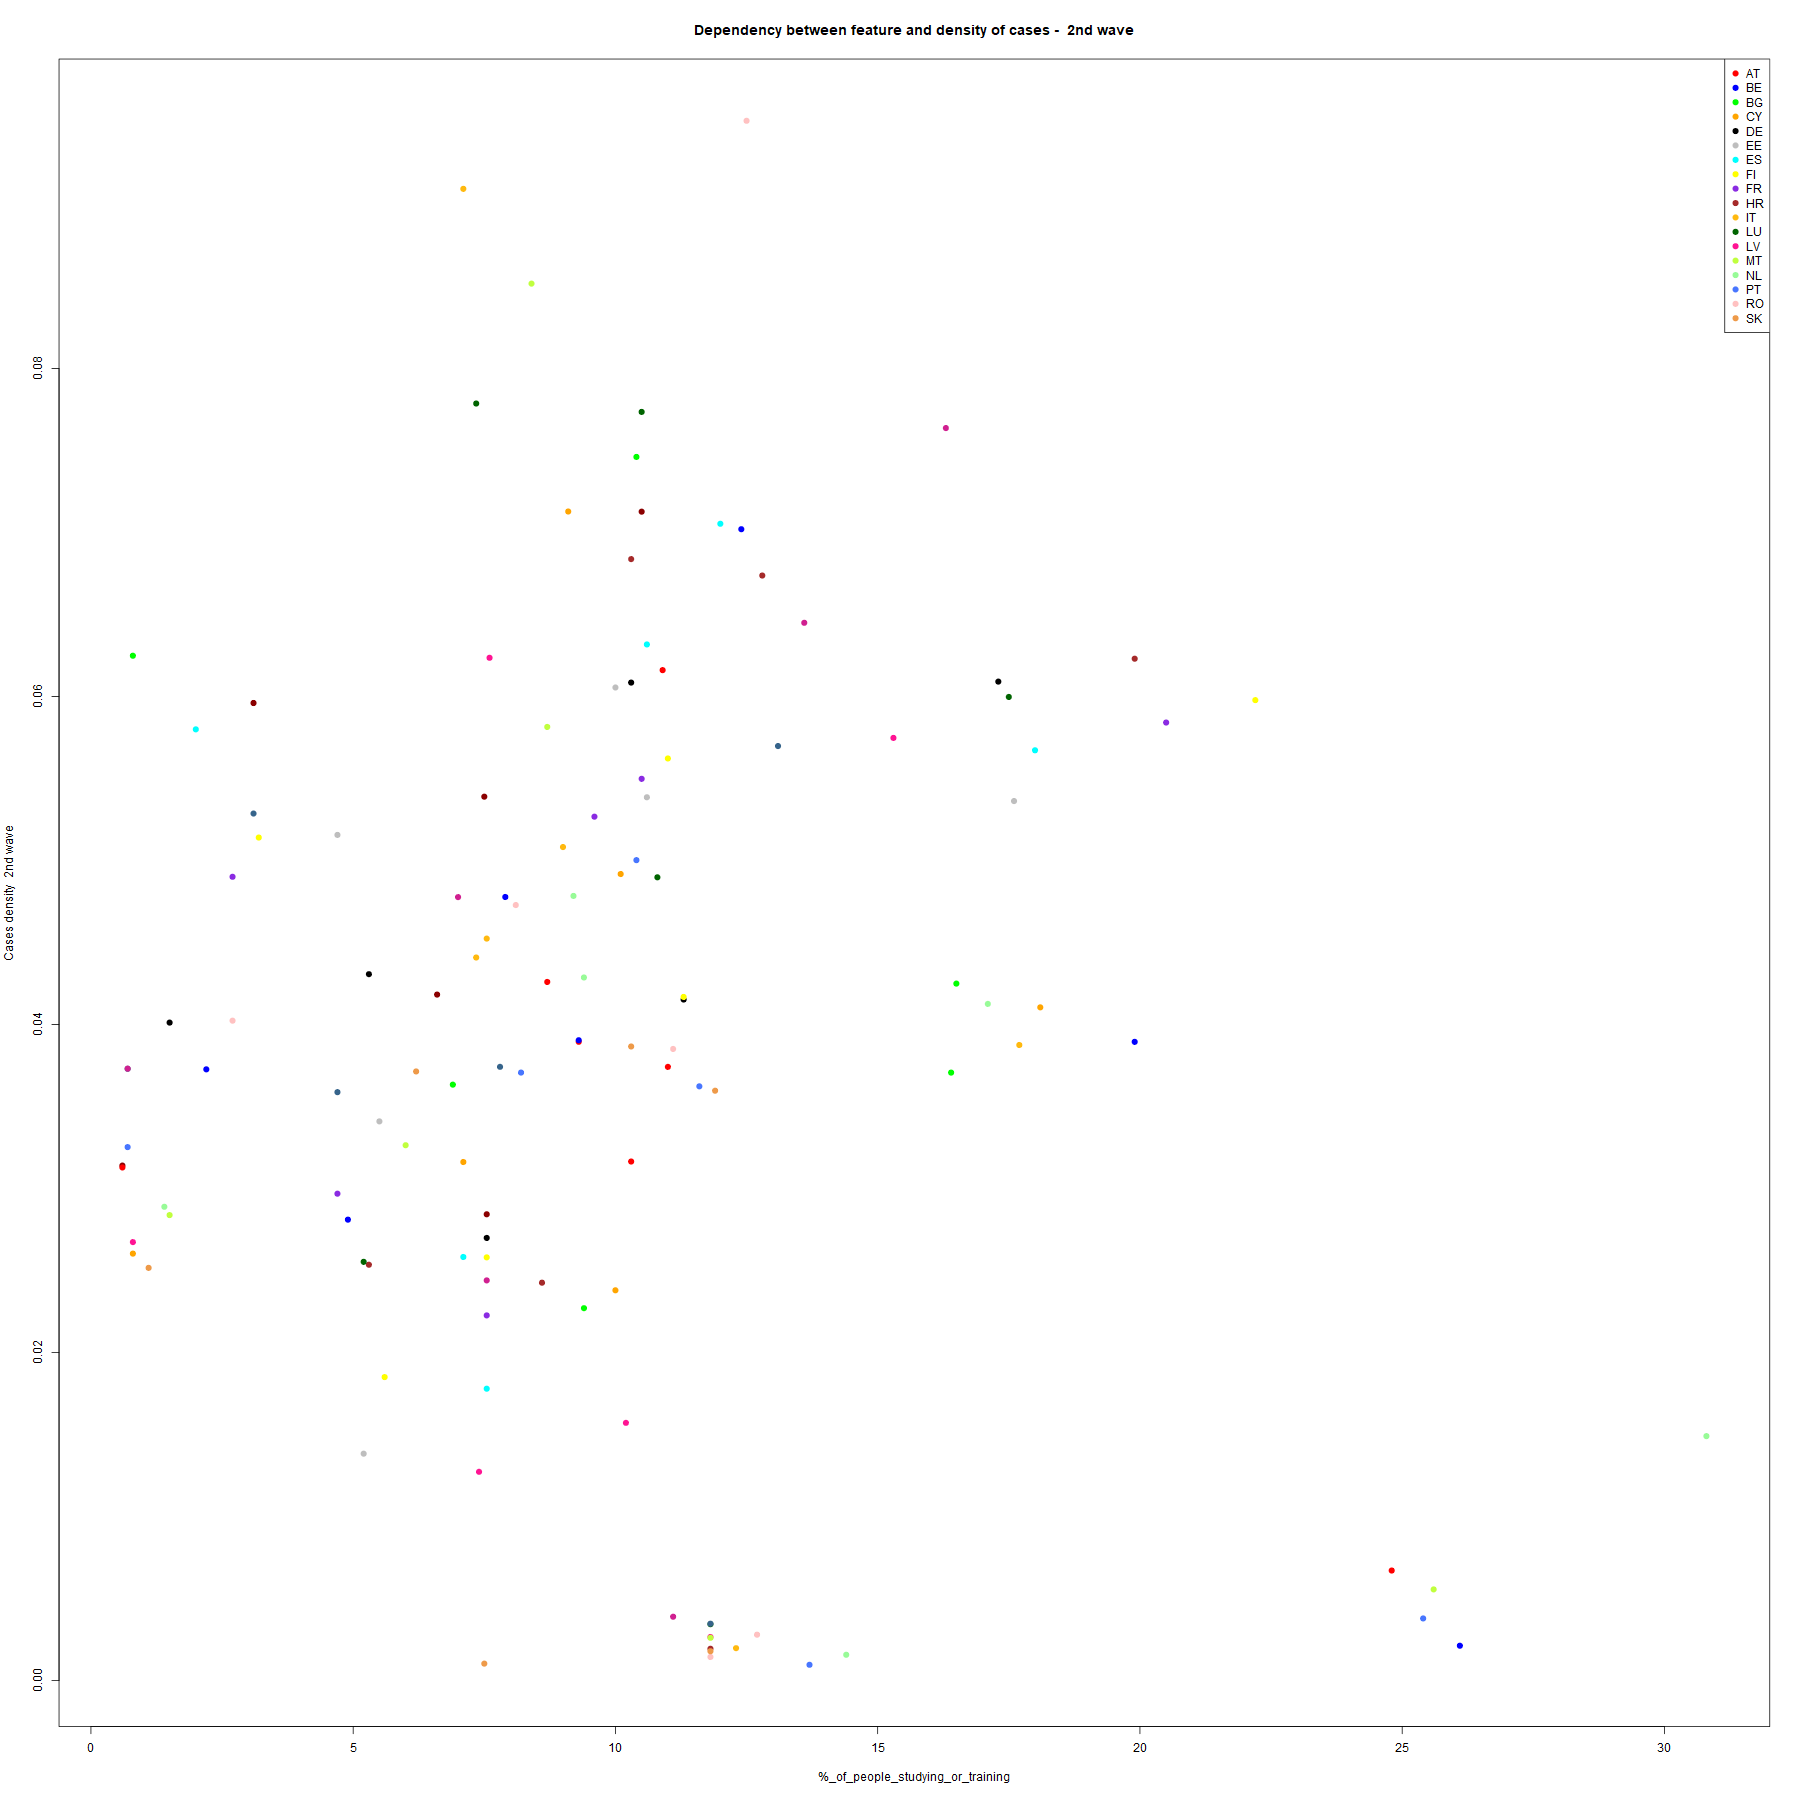 Dependency between feature and density of cases -  2nd wave
AT
BE
BG
CY
DE
EE
ES
FI
FR
HR
IT
LU
LV
MT
NL
PT
RO
SK
Cases density  2nd wave
0.08
0.06
0.04
0.02
0.00
0 5 10 15 20 25 30
%_of_people_studying_or_training